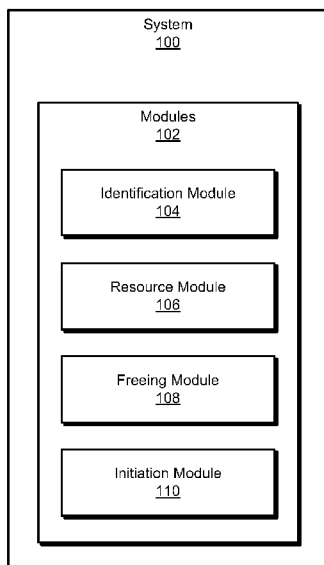 System
100
Modules
102
Identification Module
104
Resource Module
106
Freeing Module
108
Initiation Module
110